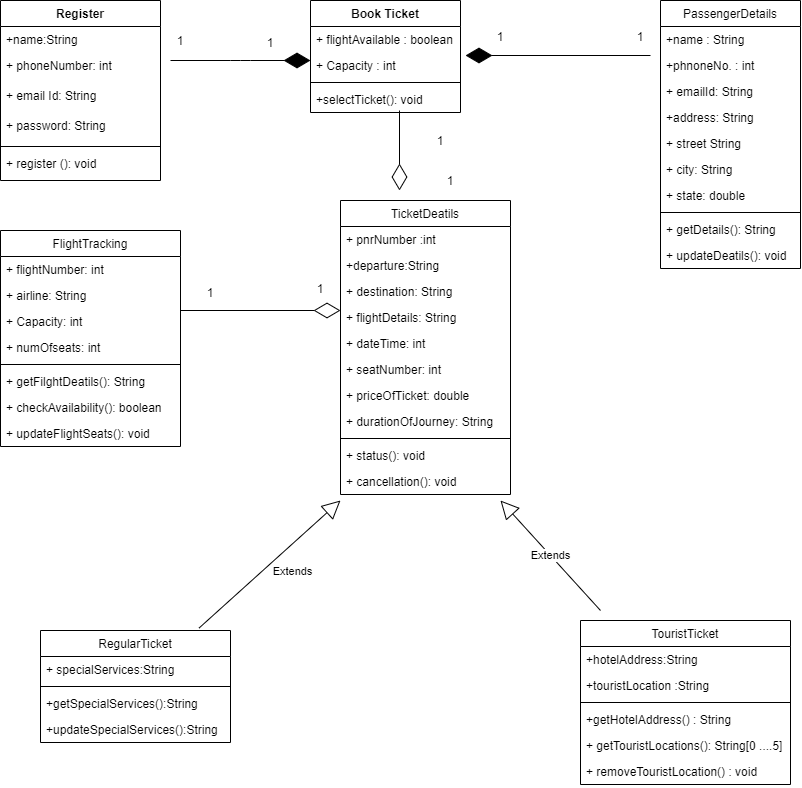 Register
+name:String
+ phoneNumber: int
+ email Id: String
+ password: String
+ register (): void
1
1
Book Ticket
+ flightAvailable : boolean
+ Capacity : int
+selectTicket(): void
1
1
PassengerDetails
+name : String
+phnoneNo. : int
+ emailId: String
+address: String
+ street String
+ city: String
+ state: double
+ getDetails(): String
+ updateDeatils(): void
1
1
FlightTracking
+ flightNumber: int
+ airline: String
+ Capacity: int
+ numOfseats: int
+ getFilghtDeatils(): String
+ checkAvailability(): boolean
+ updateFlightSeats(): void
1
1
TicketDeatils
+ pnrNumber :int
+departure:String
+ destination: String
+ flightDetails: String
+ dateTime: int
+ seatNumber: int
+ priceOfTicket: double
+ durationOfJourney: String
+ status(): void
+ cancellation(): void
Extends
Extends
RegularTicket
+ specialServices:String
+getSpecialServices():String
+updateSpecialServices():String
TouristTicket
+hotelAddress:String
+touristLocation :String
+getHotelAddress() : String
+ getTouristLocations(): String[0 ....5]
+ removeTouristLocation() : void